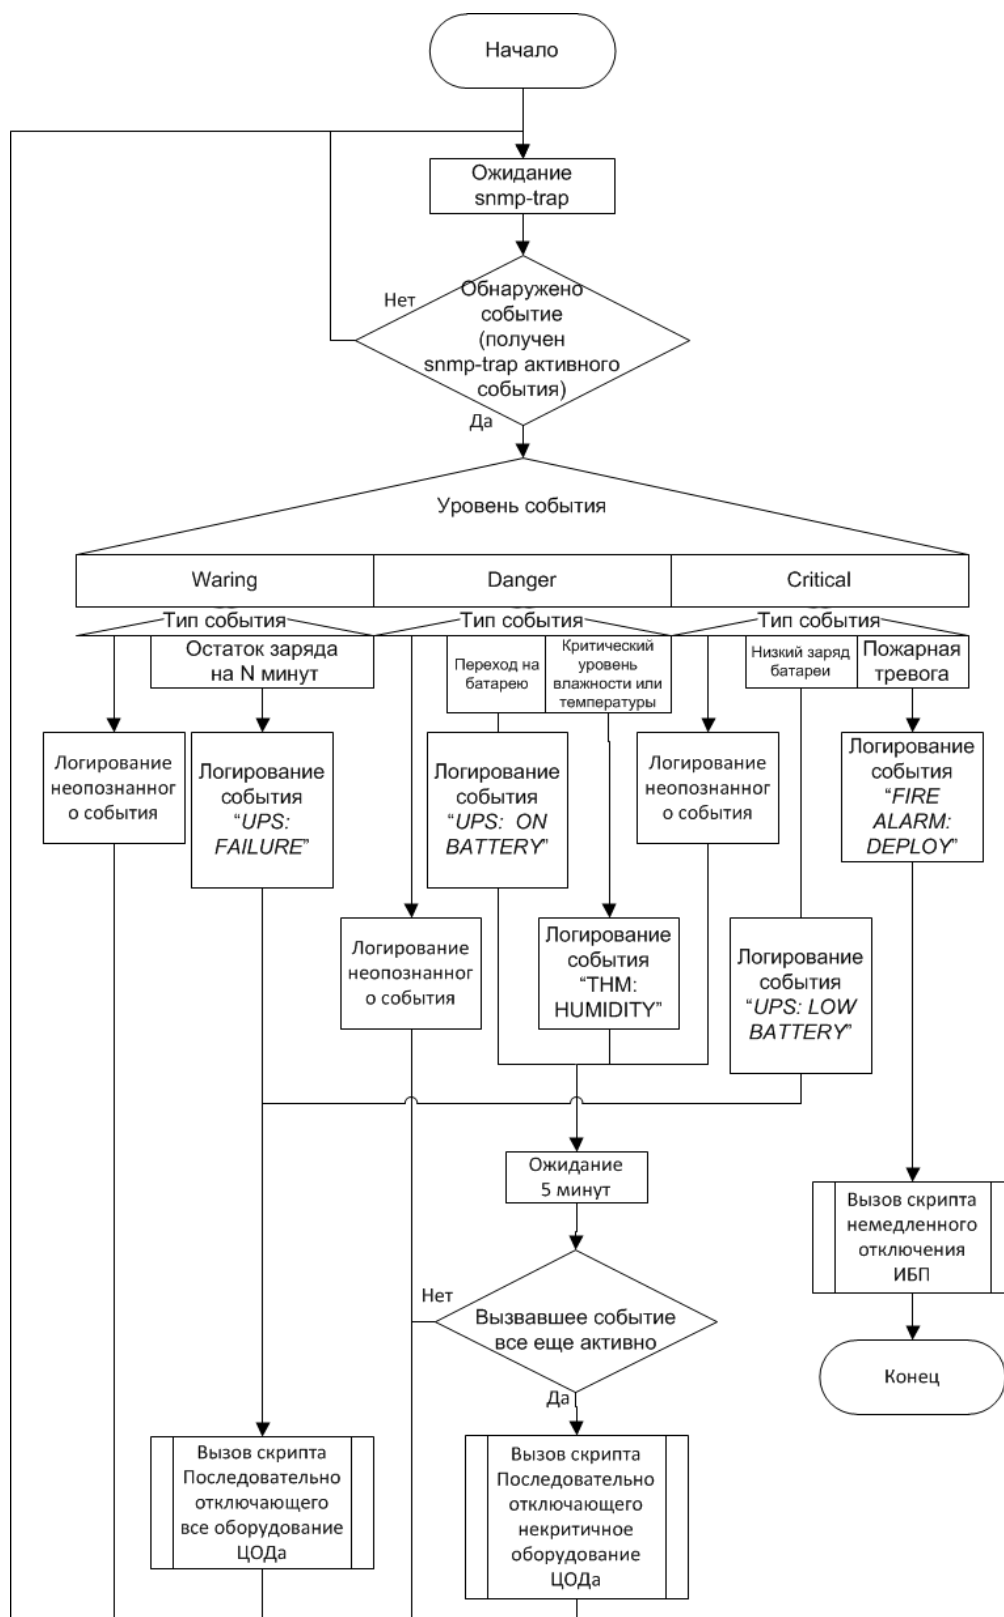 Начало
Ожидание
snmp-trap
Нет
Обнаружено
событие
(получен
snmp-trap активного
события)
Да
Уровень события
Waring
Danger
Critical
Тип события
Тип события
Тип события
Остаток заряда
на N минут
Переход на
батарею
Критический
уровень
влажности или
температуры
Низкий заряд
батареи
Пожарная
тревога
Логирование
неопознанног
о события
Логирование
события
“UPS:
FAILURE”
Логирование
события
“UPS: ON
BATTERY”
Логирование
неопознанног
о события
Логирование
события
“FIRE
ALARM:
DEPLOY”
Логирование
неопознанног
о события
Логирование
события
“THM:
HUMIDITY”
Логирование
события
“UPS: LOW
BATTERY”
Ожидание
5 минут
Вызов скрипта
немедленного
отключения
ИБП
Нет
Вызвавшее событие
все еще активно
Да
Конец
Вызов скрипта
Последовательно
отключающего
все оборудование
ЦОДа
Вызов скрипта
Последовательно
отключающего
некритичное
оборудование
ЦОДа